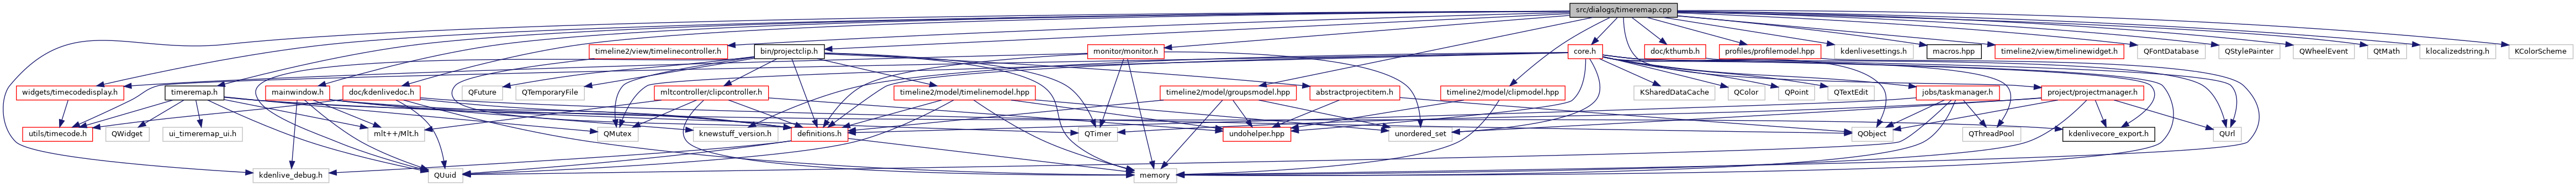 src/dialogs/timeremap.cpp
timeline2/view/timelinecontroller.h
bin/projectclip.h
monitor/monitor.h
core.h
doc/kthumb.h
profiles/profilemodel.hpp
kdenlivesettings.h
macros.hpp
timeline2/view/timelinewidget.h
QFontDatabase
QStylePainter
QWheelEvent
QtMath
klocalizedstring.h
KColorScheme
widgets/timecodedisplay.h
timeremap.h
mainwindow.h
doc/kdenlivedoc.h
QFuture
QTemporaryFile
mltcontroller/clipcontroller.h
timeline2/model/timelinemodel.hpp
timeline2/model/groupsmodel.hpp
abstractprojectitem.h
timeline2/model/clipmodel.hpp
KSharedDataCache
QColor
QPoint
QTextEdit
jobs/taskmanager.h
project/projectmanager.h
utils/timecode.h
QWidget
ui_timeremap_ui.h
mlt++/Mlt.h
QMutex
knewstuff_version.h
definitions.h
QTimer
undohelper.hpp
unordered_set
QObject
QThreadPool
kdenlivecore_export.h
QUrl
kdenlive_debug.h
QUuid
memory